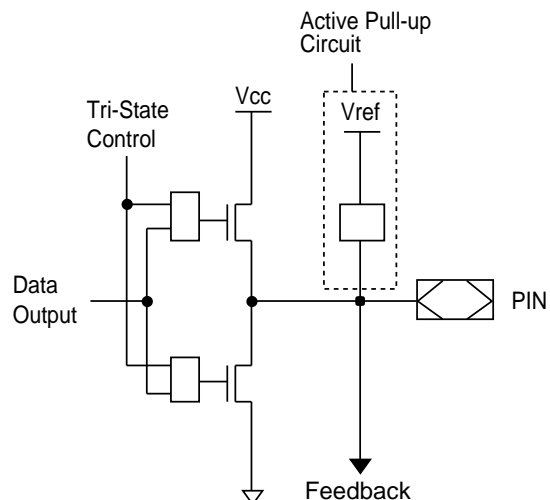 Active Pull-up
Circuit
Vcc
Vref
Tri-State
Control
Data
Output
PIN
Feedback